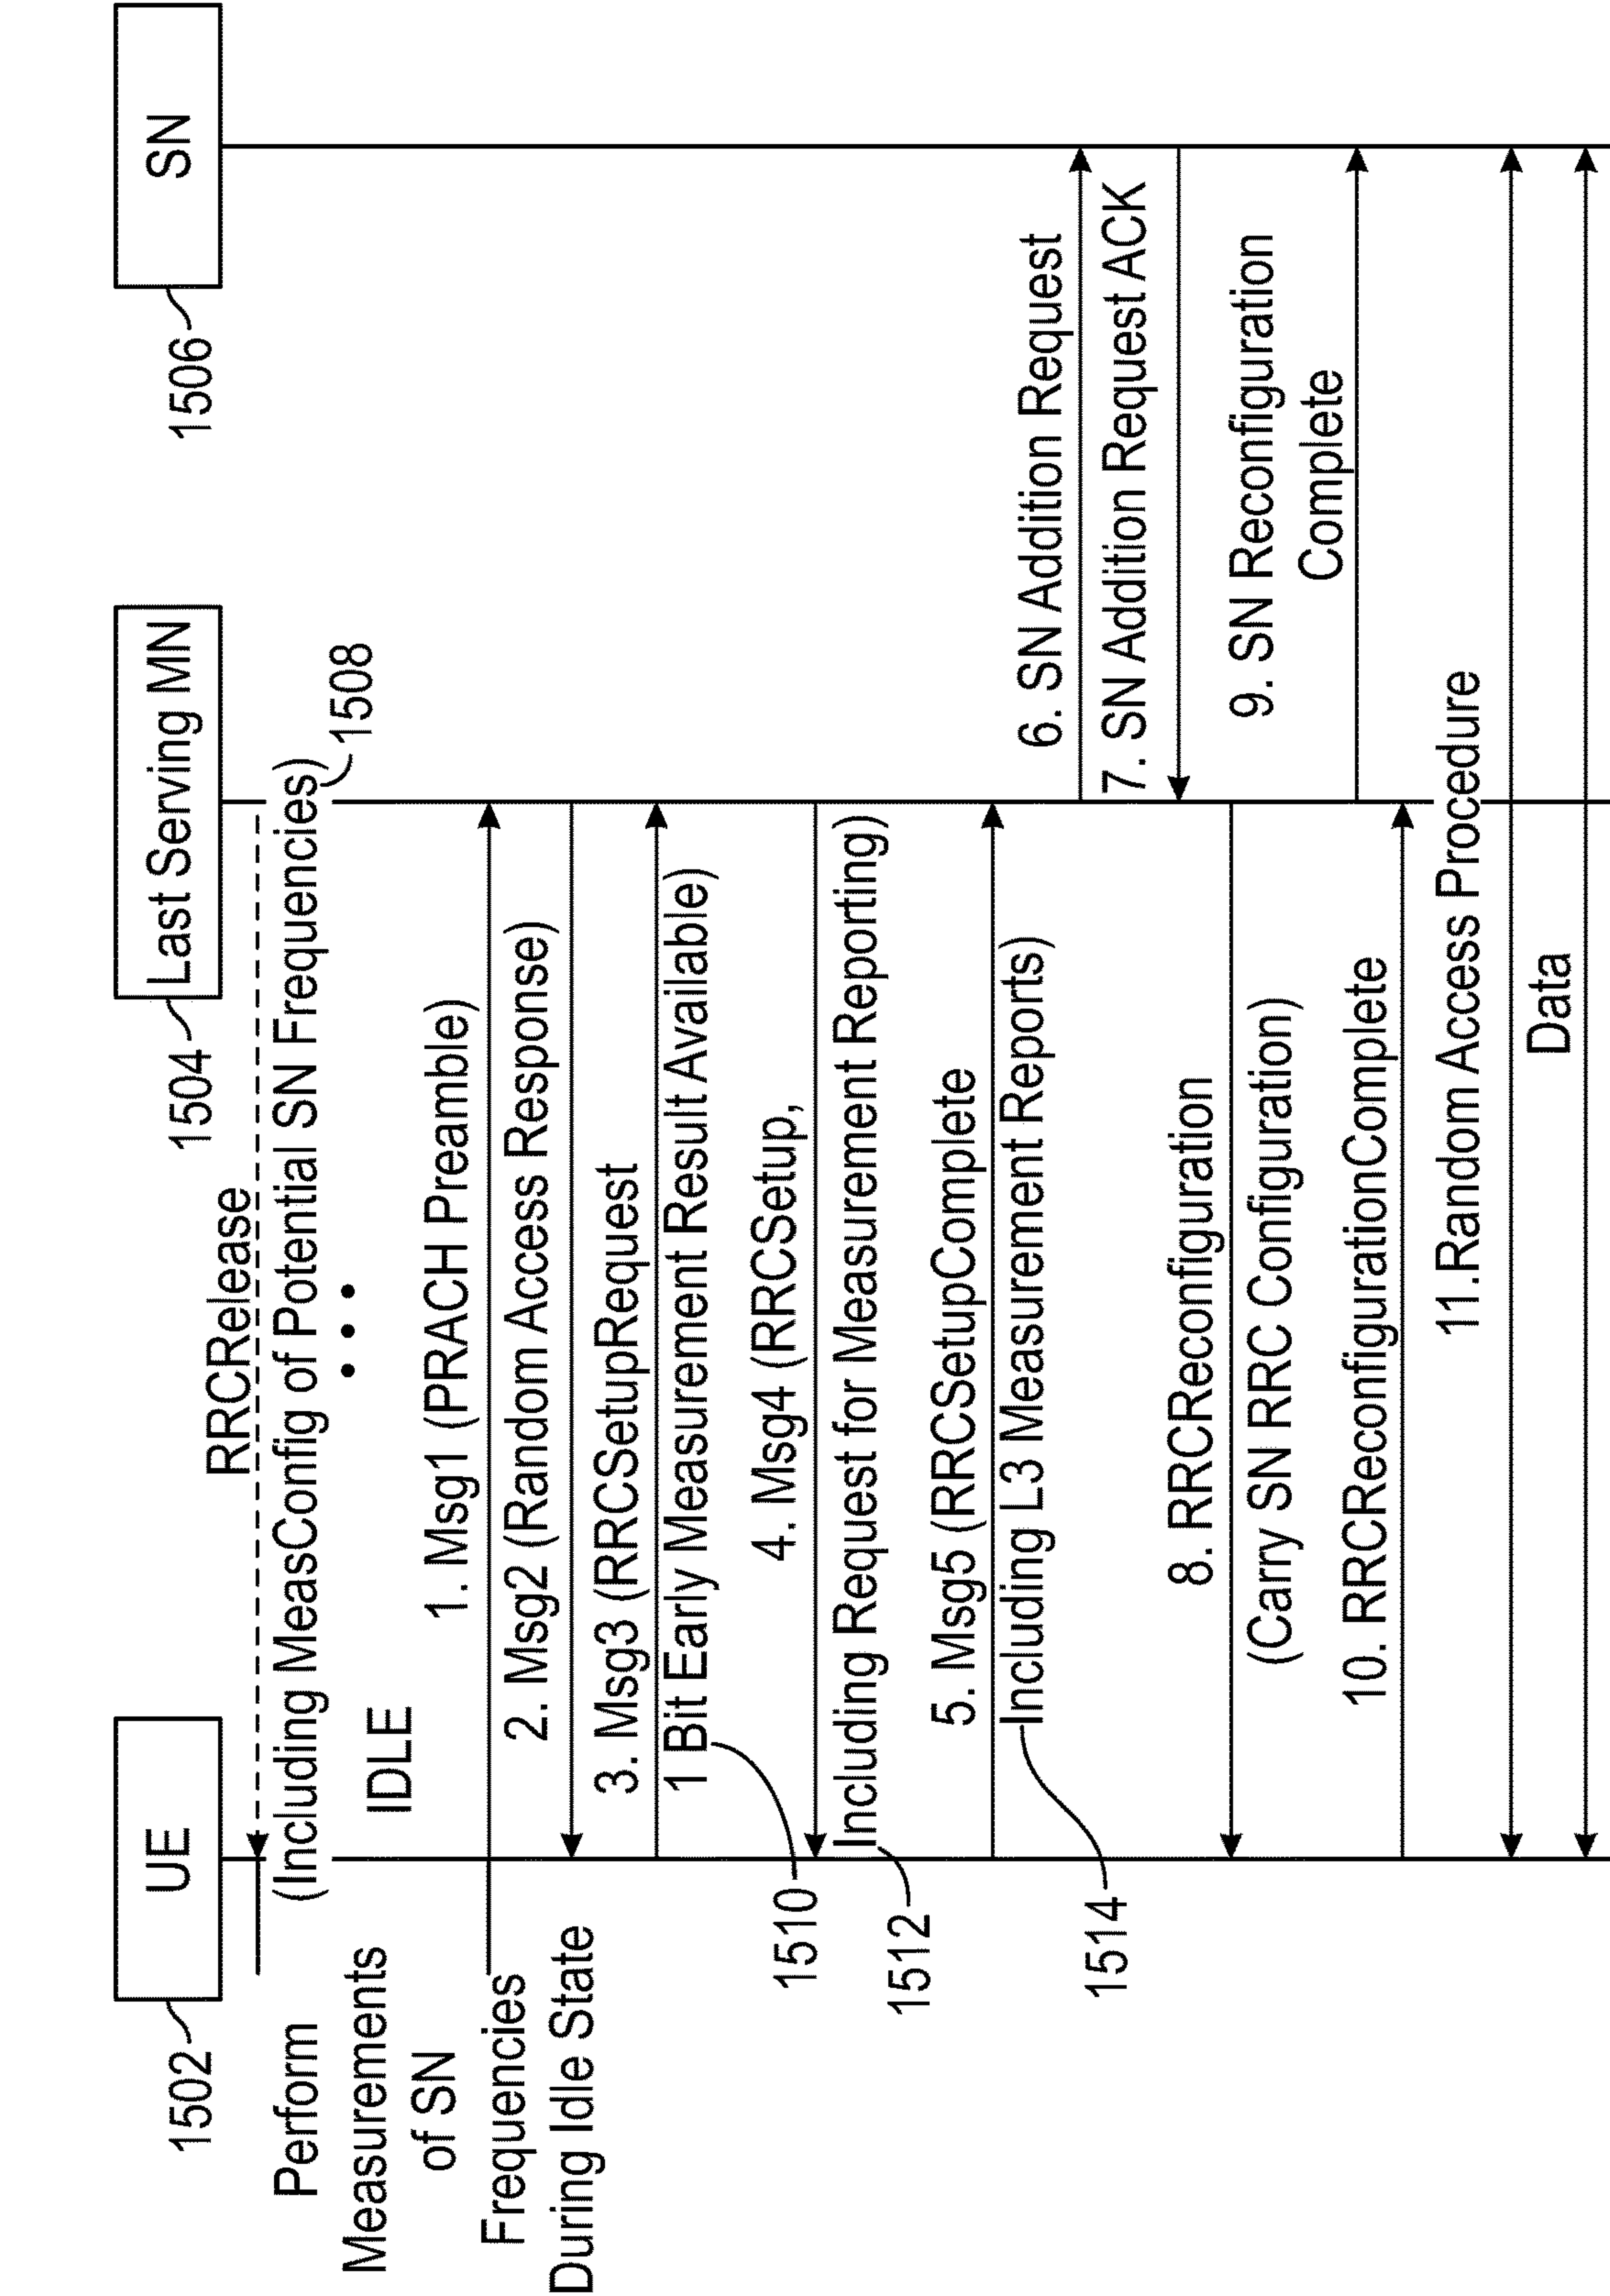 UE
1502
Last Serving MN
1504
SN
1506
RRCRelease
(Including MeasConfig of Potential SN Frequencies)
1508
Perform
Measurements
of SN
Frequencies
During Idle State
IDLE
1. Msg1 (PRACH Preamble)
2. Msg2 (Random Access Response)
3. Msg3 (RRCSetupRequest
1 Bit Early Measurement Result Available)
1510
4. Msg4 (RRCSetup,
Including Request for Measurement Reporting)
1512
5. Msg5 (RRCSetupComplete
Including L3 Measurement Reports)
1514
6. SN Addition Request
7. SN Addition Request ACK
8. RRCReconfiguration
(Carry SN RRC Configuration)
9. SN Reconfiguration
Complete
10. RRCReconfigurationComplete
11.Random Access Procedure
Data